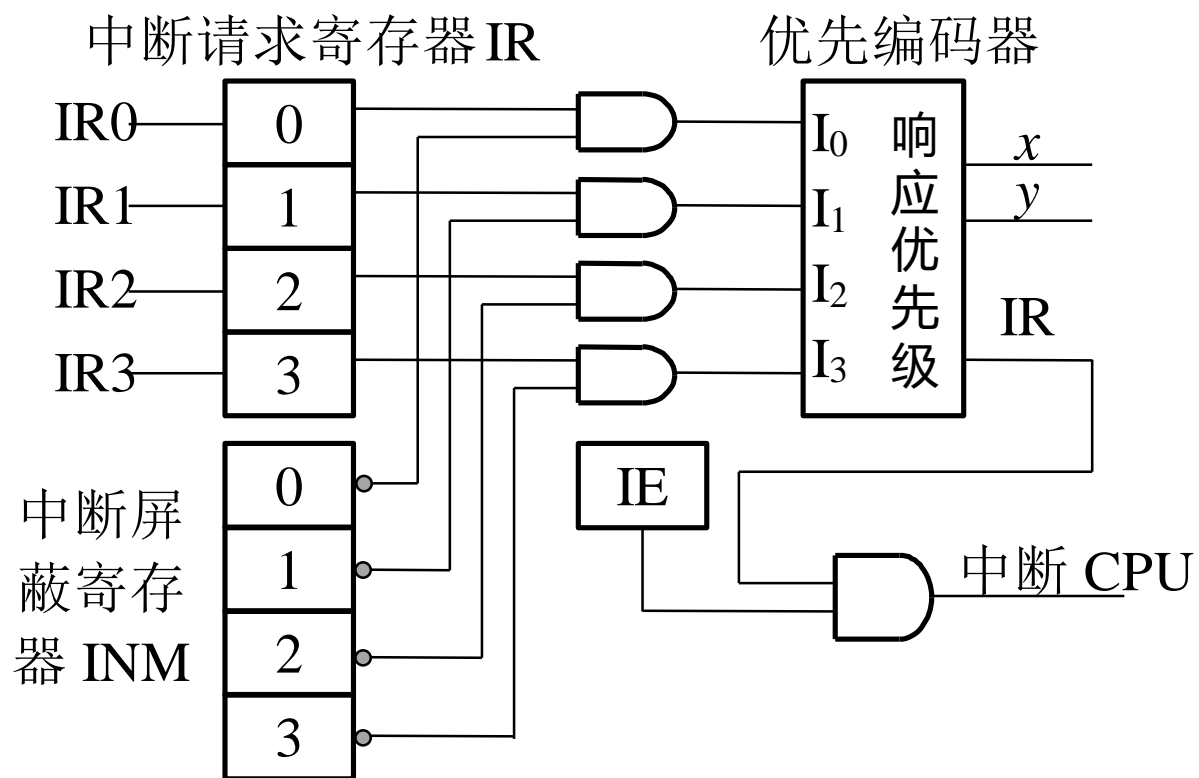 中断请求寄存器 IR
优先编码器
IR0
0
IR1
1
IR2
2
IR3
3
I0
I1
I2
I3
响
应
优
先
级
x
y
IR
中断屏
蔽寄存
器 INM
0
1
2
3
IE
中断 CPU